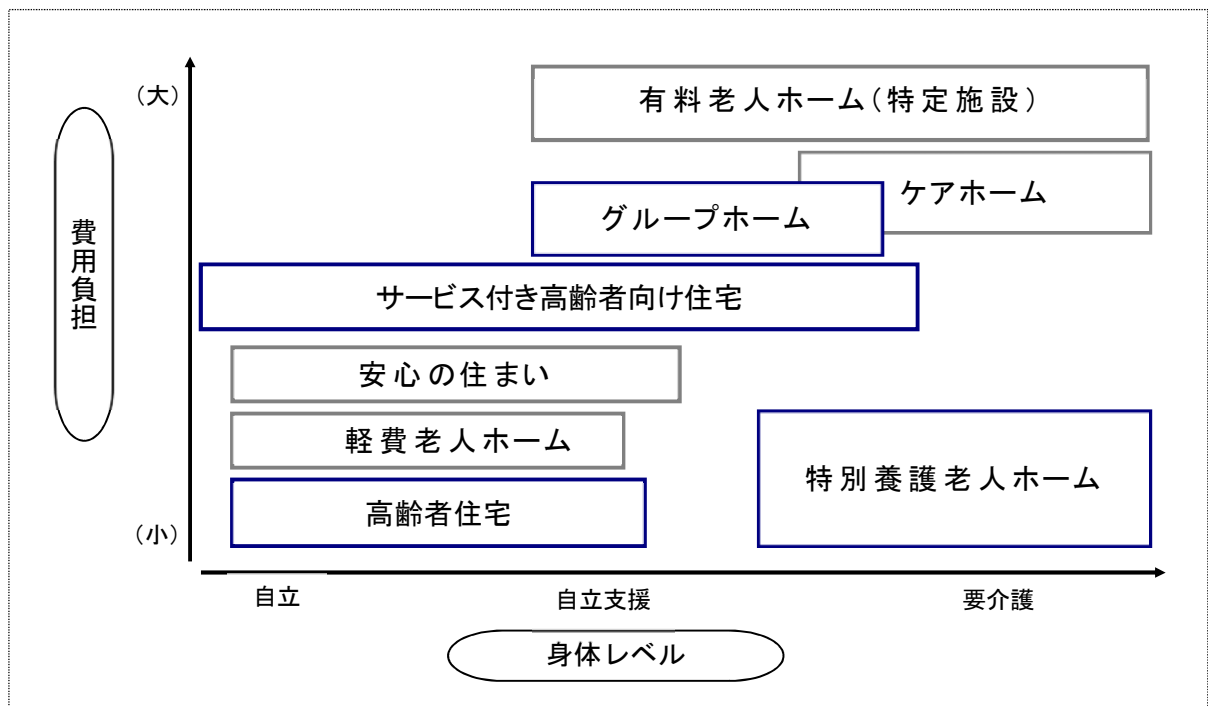 (大)
有料老人ホーム(特定施設)
ケアホーム
グループホーム
費用負担
サービス付き高齢者向け住宅
安心の住まい
軽費老人ホーム
特別養護老人ホーム
高齢者住宅
(小)
自立
自立支援
要介護
身体レベル